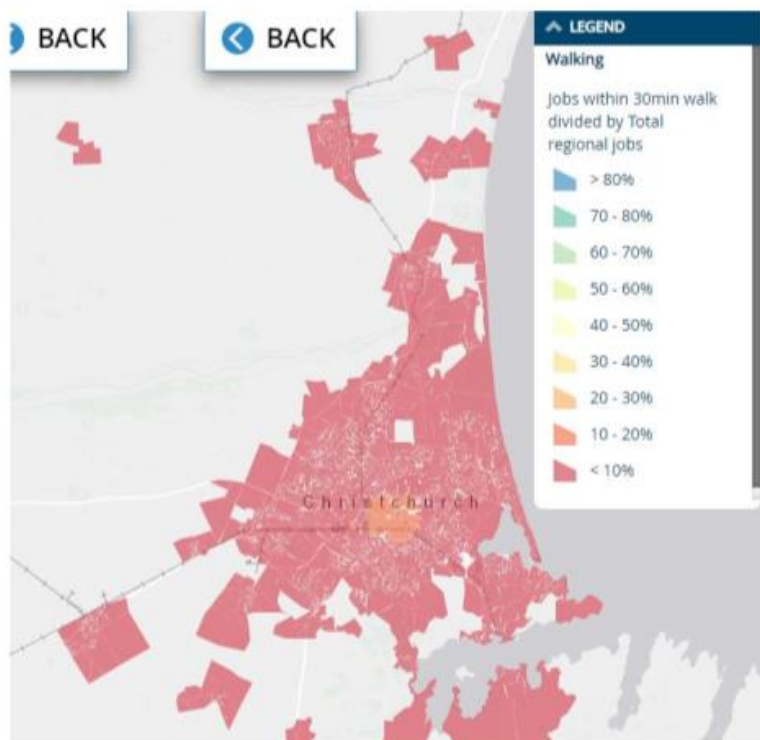 BACK
BACK
LEGEND
Walking
Jobs within 30min walk
divided by Total
regional jobs
> 80%
70 - 80%
60 - 70%
50 - 60%
40 - 50%
30 - 40%
20 - 30%
10 - 20%
< 10%
Christchurch